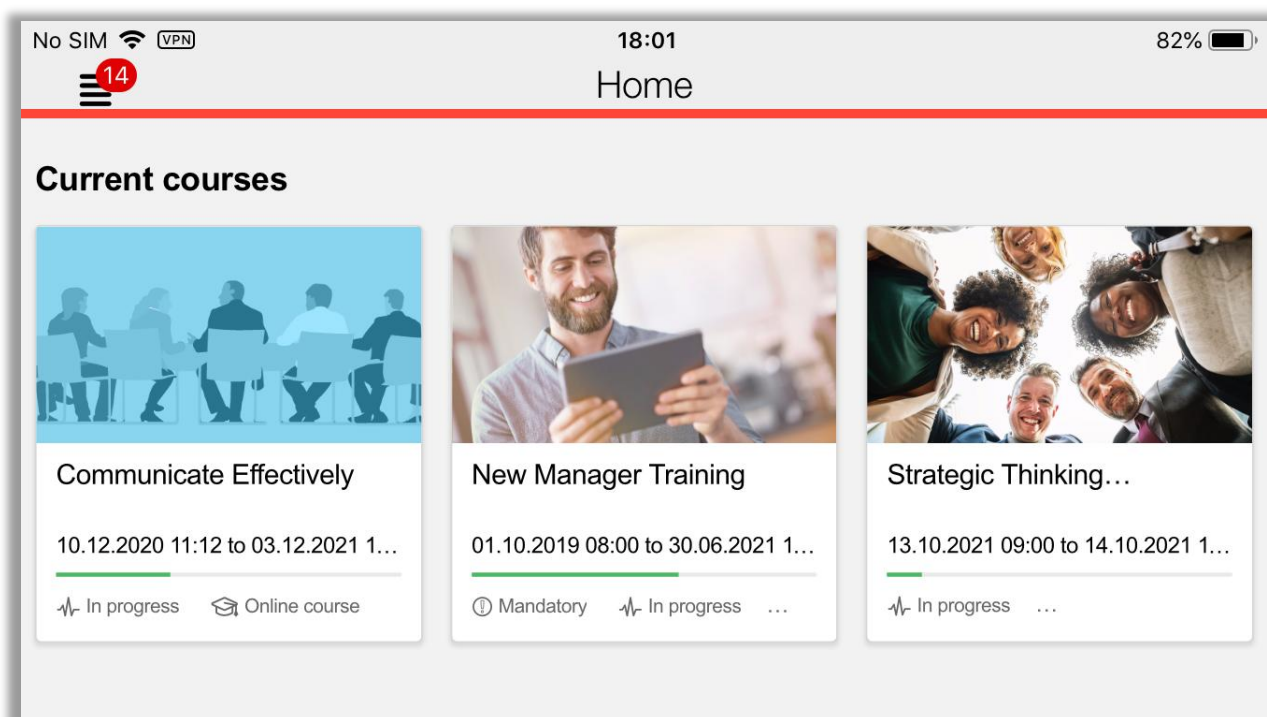 No SIM VPN 18:01 82%
14 Home
Current courses
Communicate Effectively
10.12.2020 11:12 to 03.12.2021 1...
In progress Online course
New Manager Training
01.10.2019 08:00 to 30.06.2021 1...
Mandatory In progress ...
Strategic Thinking...
13.10.2021 09:00 to 14.10.2021 1...
In progress ...